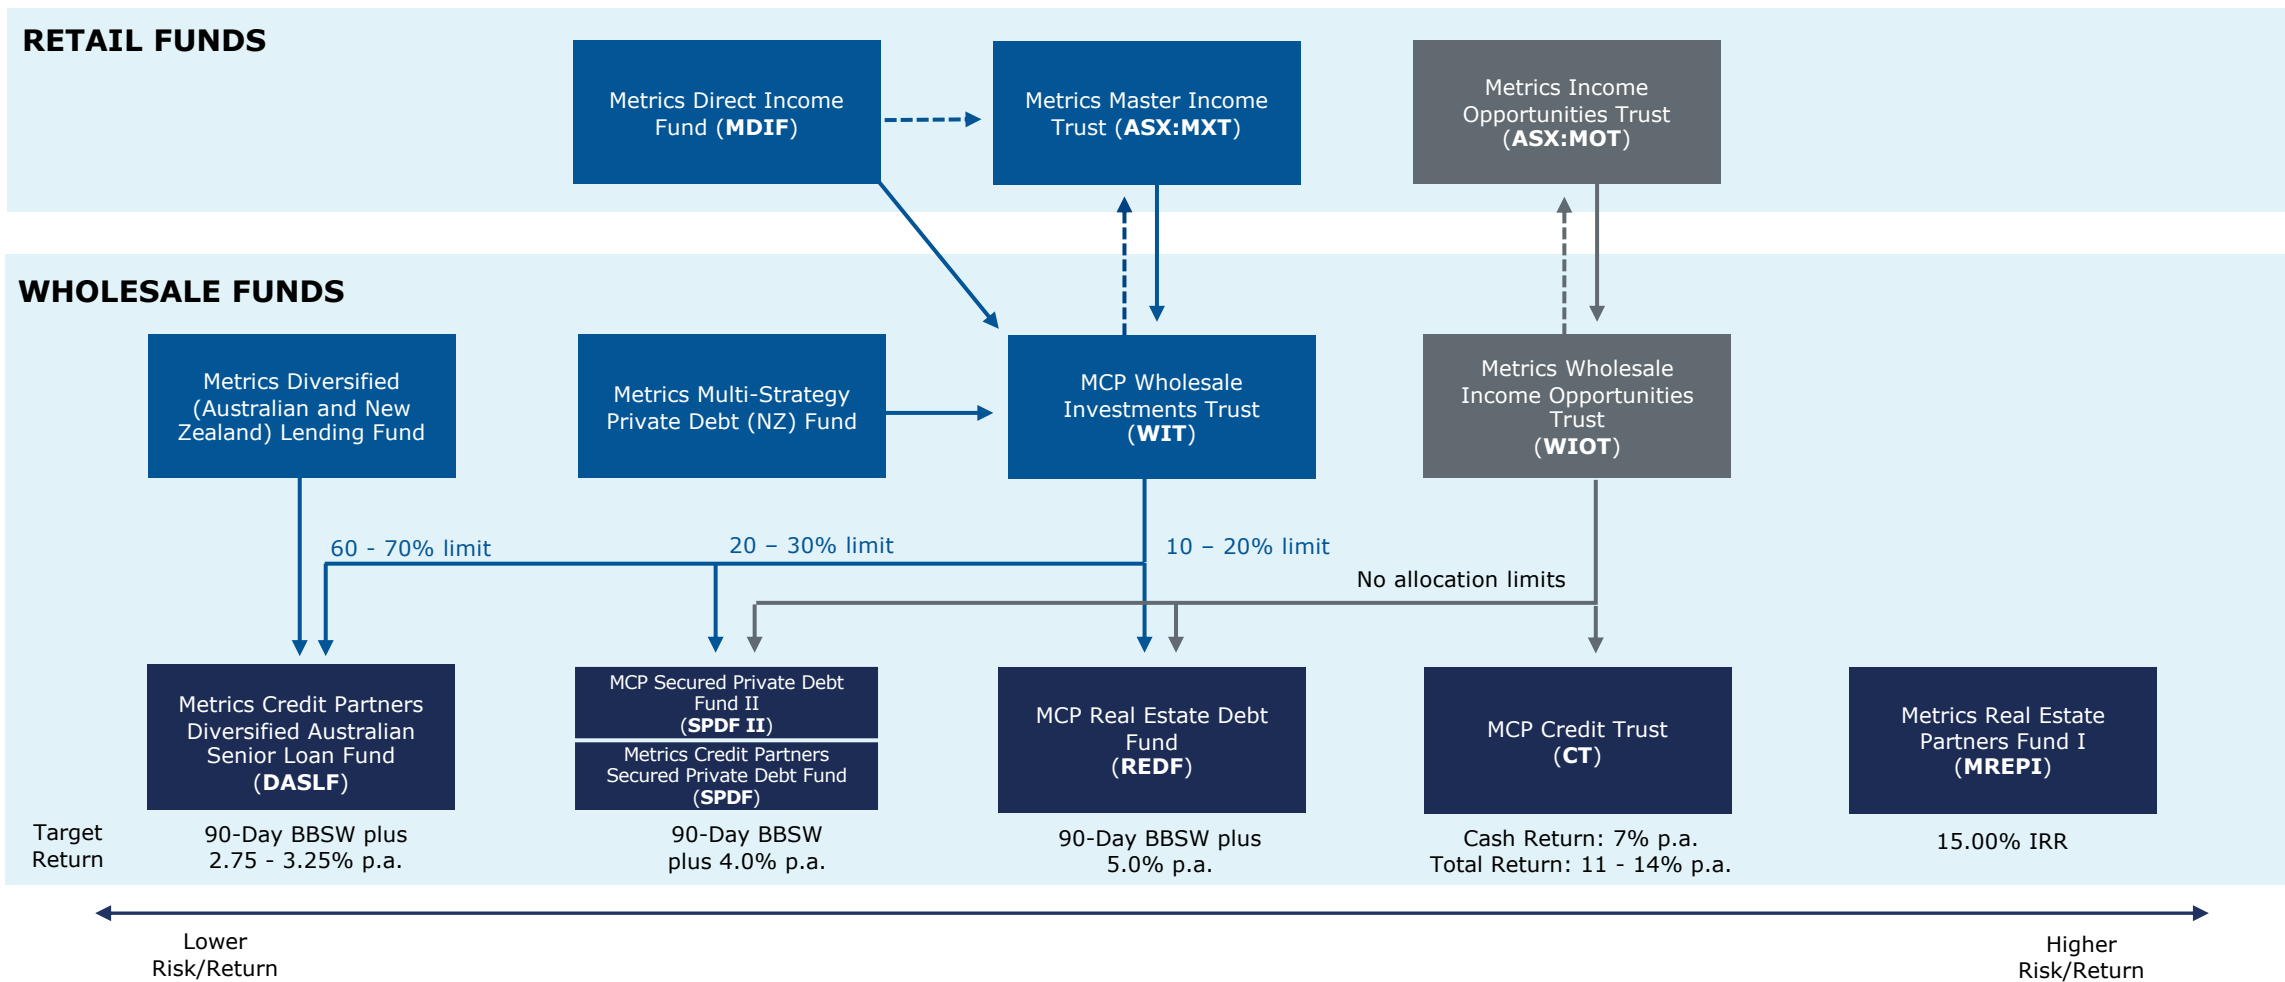 RETAIL FUNDS
Metrics Direct Income
Fund (MDIF)
Metrics Master Income
Trust (ASX:MXT)
Metrics Income
Opportunities Trust
(ASX:MOT)
WHOLESALE FUNDS
Metrics Diversified
(Australian and New
Zealand) Lending Fund
Metrics Multi-Strategy
Private Debt (NZ) Fund
MCP Wholesale
Investments Trust
(WIT)
Metrics Wholesale
Income Opportunities
Trust
(WIOT)
60 - 70% limit
20 – 30% limit
10 – 20% limit
No allocation limits
Metrics Credit Partners
Diversified Australian
Senior Loan Fund
(DASLF)
MCP Secured Private Debt
Fund II
(SPDF II)
Metrics Credit Partners
Secured Private Debt Fund
(SPDF)
MCP Real Estate Debt
Fund
(REDF)
MCP Credit Trust
(CT)
Metrics Real Estate
Partners Fund I
(MREPI)
Target
Return
90-Day BBSW plus
2.75 - 3.25% p.a.
90-Day BBSW
plus 4.0% p.a.
90-Day BBSW plus
5.0% p.a.
Cash Return: 7% p.a.
Total Return: 11 - 14% p.a.
15.00% IRR
Lower
Risk/Return
Higher
Risk/Return